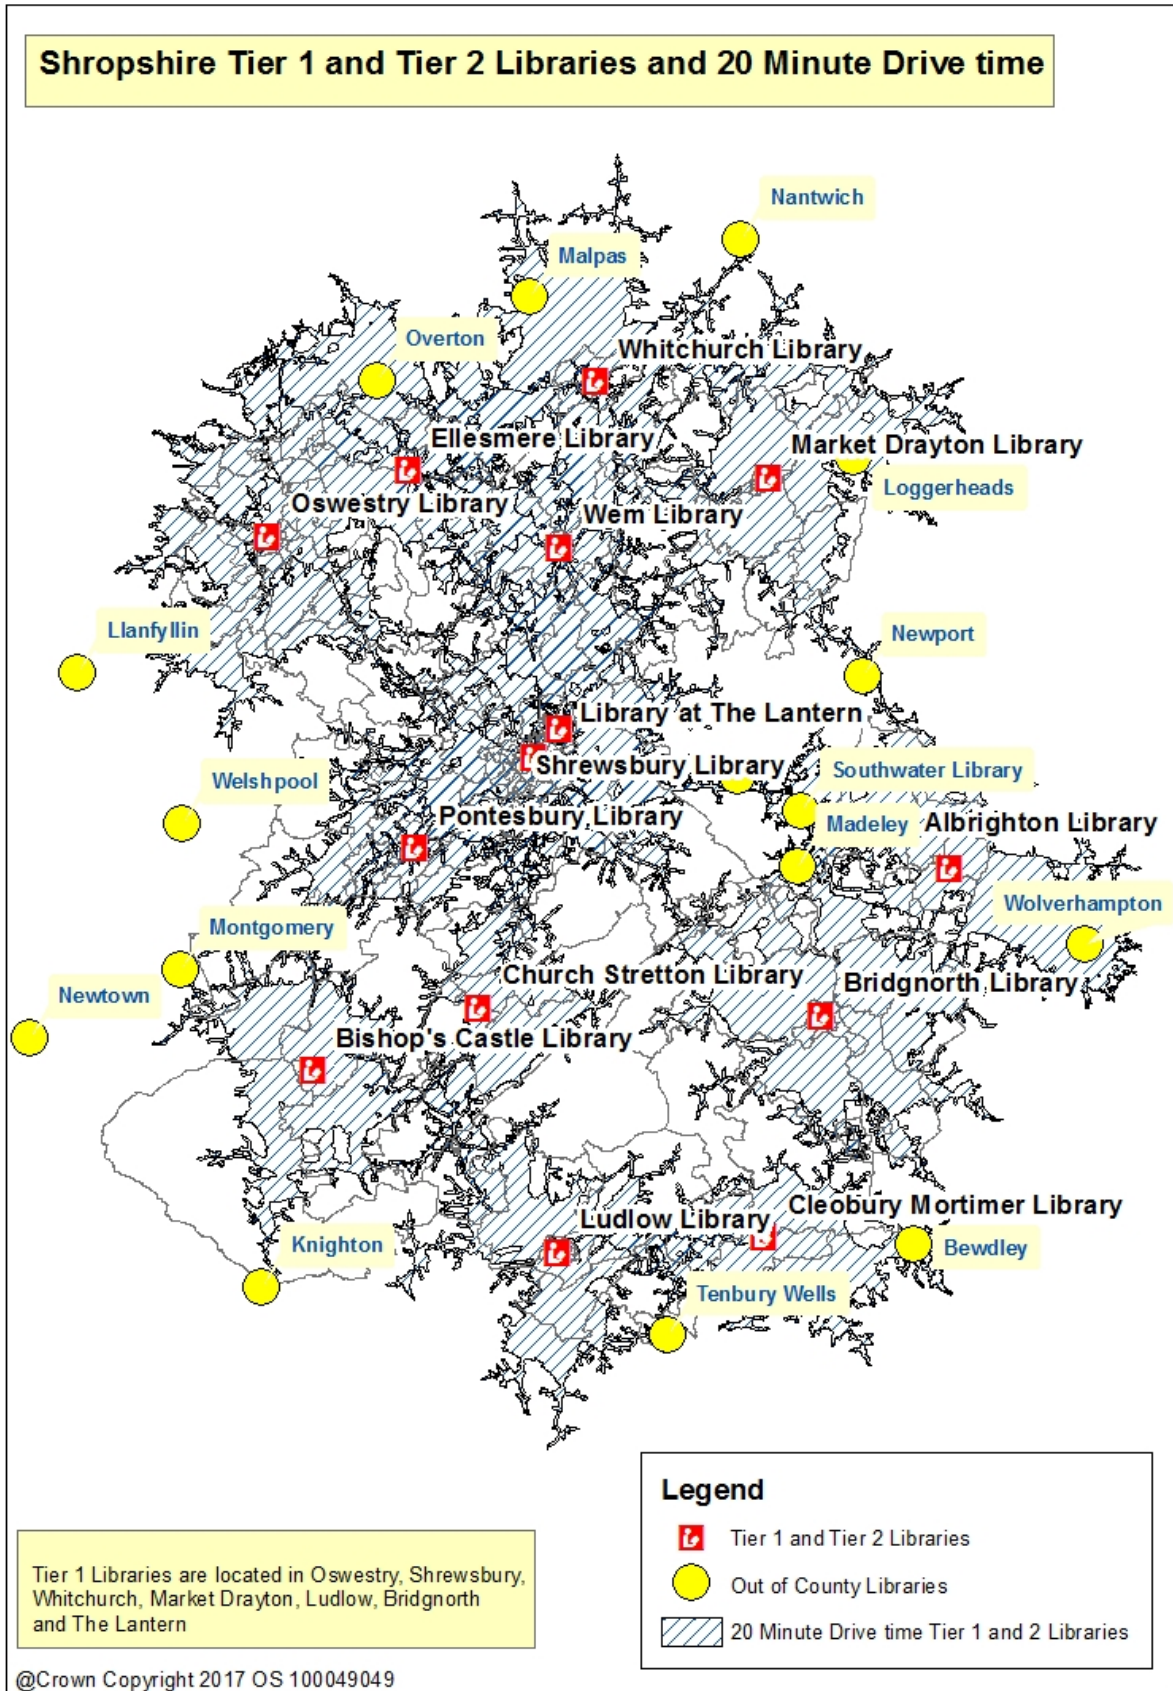 Shropshire Tier 1 and Tier 2 Libraries and 20 Minute Drive time
Nantwich
Malpas
Overton
Whitchurch Library
Ellesmere Library
Market Drayton Library
Loggerheads
Oswestry Library
Wem Library
Llanfyllin
Newport
Library at The Lantern
Shrewsbury Library
Southwater Library
Welshpool
Pontesbury Library
Madeley
Albrighton Library
Wolverhampton
Montgomery
Church Stretton Library
Bridgnorth Library
Newtown
Bishop's Castle Library
Cleobury Mortimer Library
Ludlow Library
Knighton
Bewdley
Tenbury Wells
Legend
Tier 1 and Tier 2 Libraries
Out of County Libraries
20 Minute Drive time Tier 1 and 2 Libraries
Tier 1 Libraries are located in Oswestry, Shrewsbury,
Whitchurch, Market Drayton, Ludlow, Bridgnorth
and The Lantern
@Crown Copyright 2017 OS 100049049